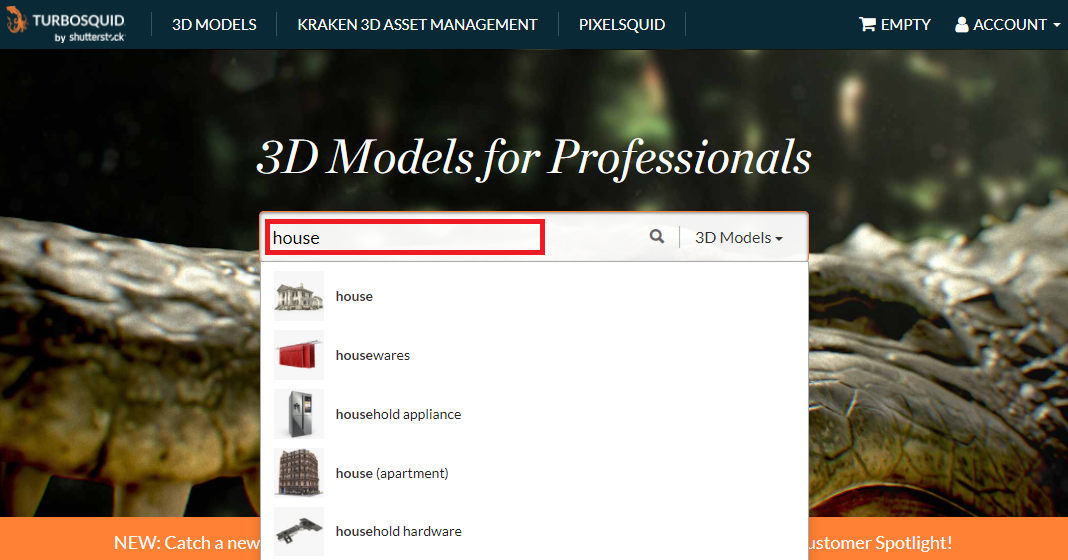 TURBOSQUID
by shutterstock
3D MODELS
KRAKEN 3D ASSET MANAGEMENT
PIXELSQUID
EMPTY
ACCOUNT
3D Models for Professionals
house
3D Models
house
housewares
household appliance
house (apartment)
household hardware
NEW: Catch a new
ustomer Spotlight!